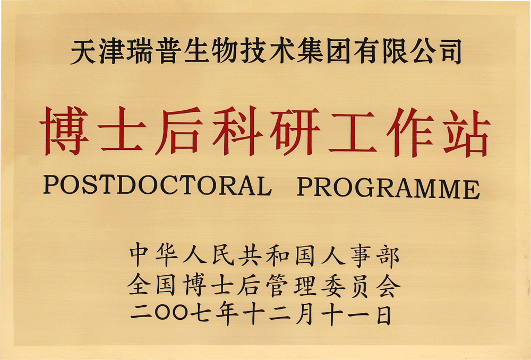 天津瑞普生物技术集团有限公司
博士后科研工作站
POSTDOCTORAL PROGRAMME
中华人民共和国人事部
全国博士后管理委员会
二〇〇七年十二月十一日